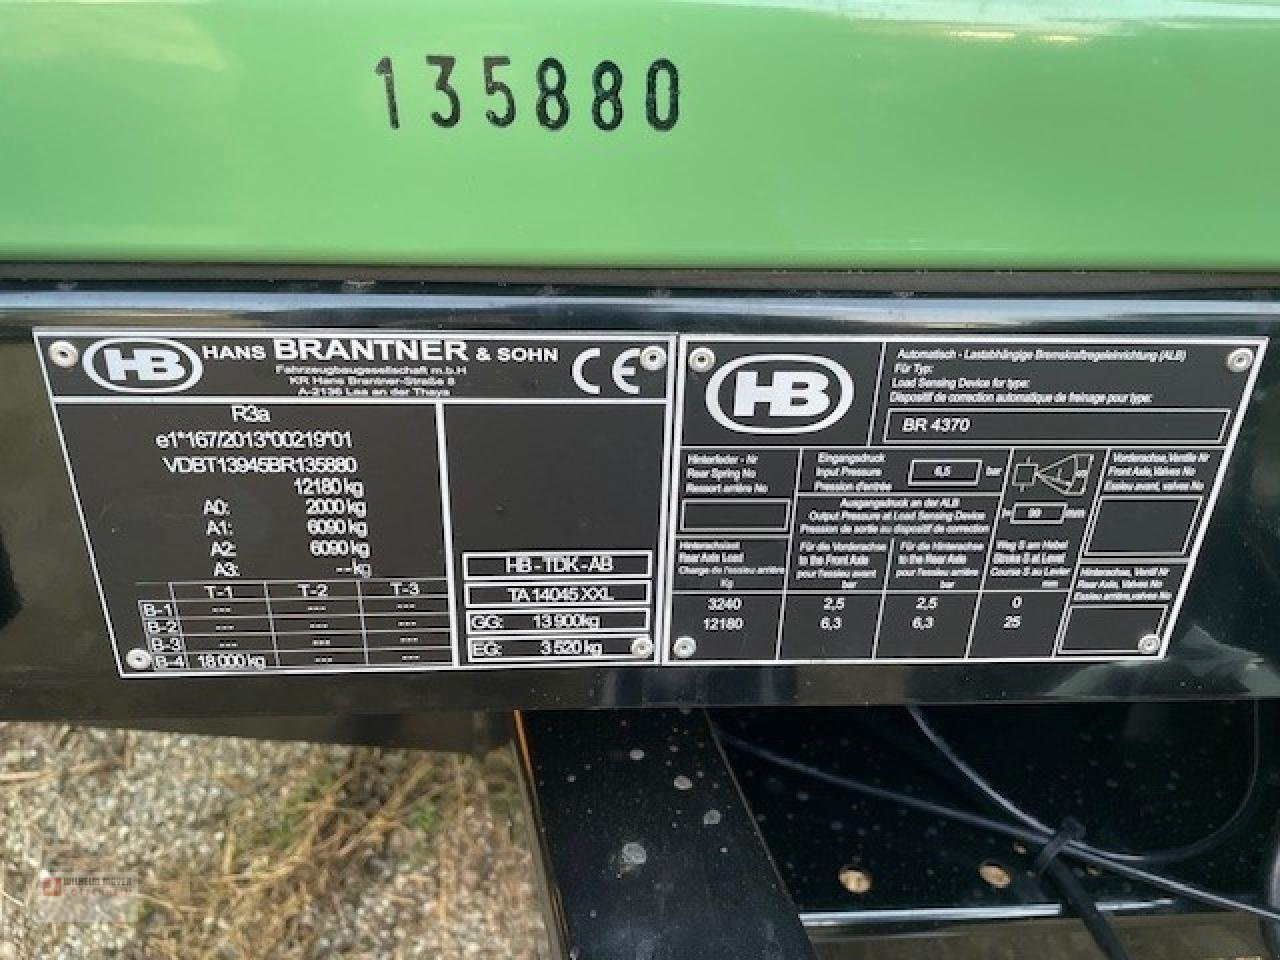 135880
HB HANS BRANTNER & SOHN CE
Fahrzeugbaugesellschaft m.b.H
KR Hans Brantner-Straße 8
A-2136 Laa an der Thaya
R3a
e1*167/2013*00219*01
VDBT13945BR135880
12180 kg
A0: 2000 kg
A1: 6090 kg
A2: 6090 kg
A3: -- kg
T-1 T-2 T-3
B-1 --- --- ---
B-2 --- --- ---
B-3 --- --- ---
B-4 18 000 kg --- ---
HB - TDK - AB
TA 14045 XXL
GG: 13 900kg
EG: 3 520kg
HB
Automatisch - Lastabhängige Bremskraftregeleinrichtung (ALB)
Für Typ:
Load Sensing Device for type:
Dispositif de correction automatique de freinage pour type:
BR 4370
Hinterfeder - Nr
Rear Spring No
Ressort arrière No
Eingangsdruck
Input Pressure
Pression d'entrée
6,5 bar
Ausgangsdruck an der ALB
Output Pressure at Load Sensing Device
Pression de sortie au dispositif de correction
l= 99 mm
Vorderachse, Ventile Nr
Front Axle, Valves No
Essieu avant, valves No
Hinterachslast
Rear Axle Load
Charge de l'essieu arrière
Kg
Für die Vorderachse
to the Front Axle
pour l'essieu avant
bar
Für die Hinterachse
to the Rear Axle
pour l'essieu arrière
bar
Weg S am Hebel
Stroke S at Lever
Course S au Levier
mm
Hinterachse, Ventil Nr
Rear Axle, Valves No
Essieu arrière, valves No
3240 2,5 2,5 0
12180 6,3 6,3 25
WILHELM MAYER
GOTTENHEIM